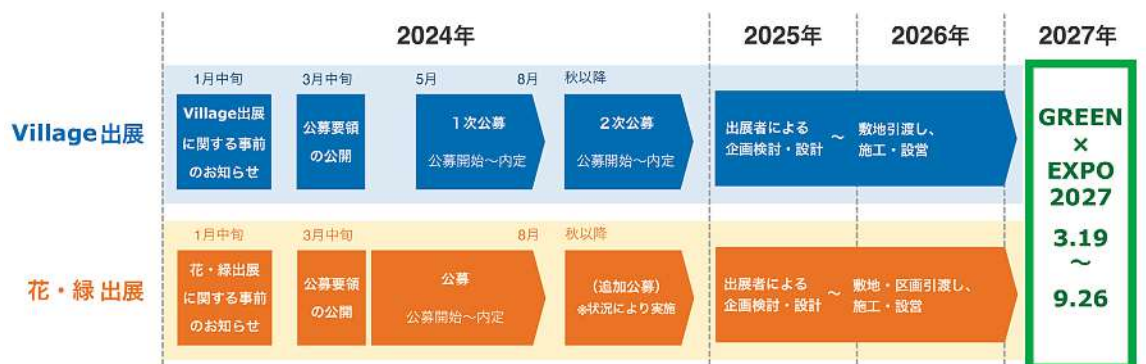 2024年
2025年
2026年
2027年
Village出展
1月中旬
3月中旬
5月
8月
秋以降
Village出展
に関する事前
のお知らせ
公募要領
の公開
1次公募
公募開始〜内定
2次公募
公募開始〜内定
出展者による
企画検討・設計
〜
敷地引渡し、
施工・設営
花・緑 出展
1月中旬
3月中旬
8月
秋以降
花・緑出展
に関する事前
のお知らせ
公募要領
の公開
公募
公募開始〜内定
(追加公募)
※状況により実施
出展者による
企画検討・設計
〜
敷地・区画引渡し、
施工・設営
GREEN
×
EXPO
2027
3.19
〜
9.26